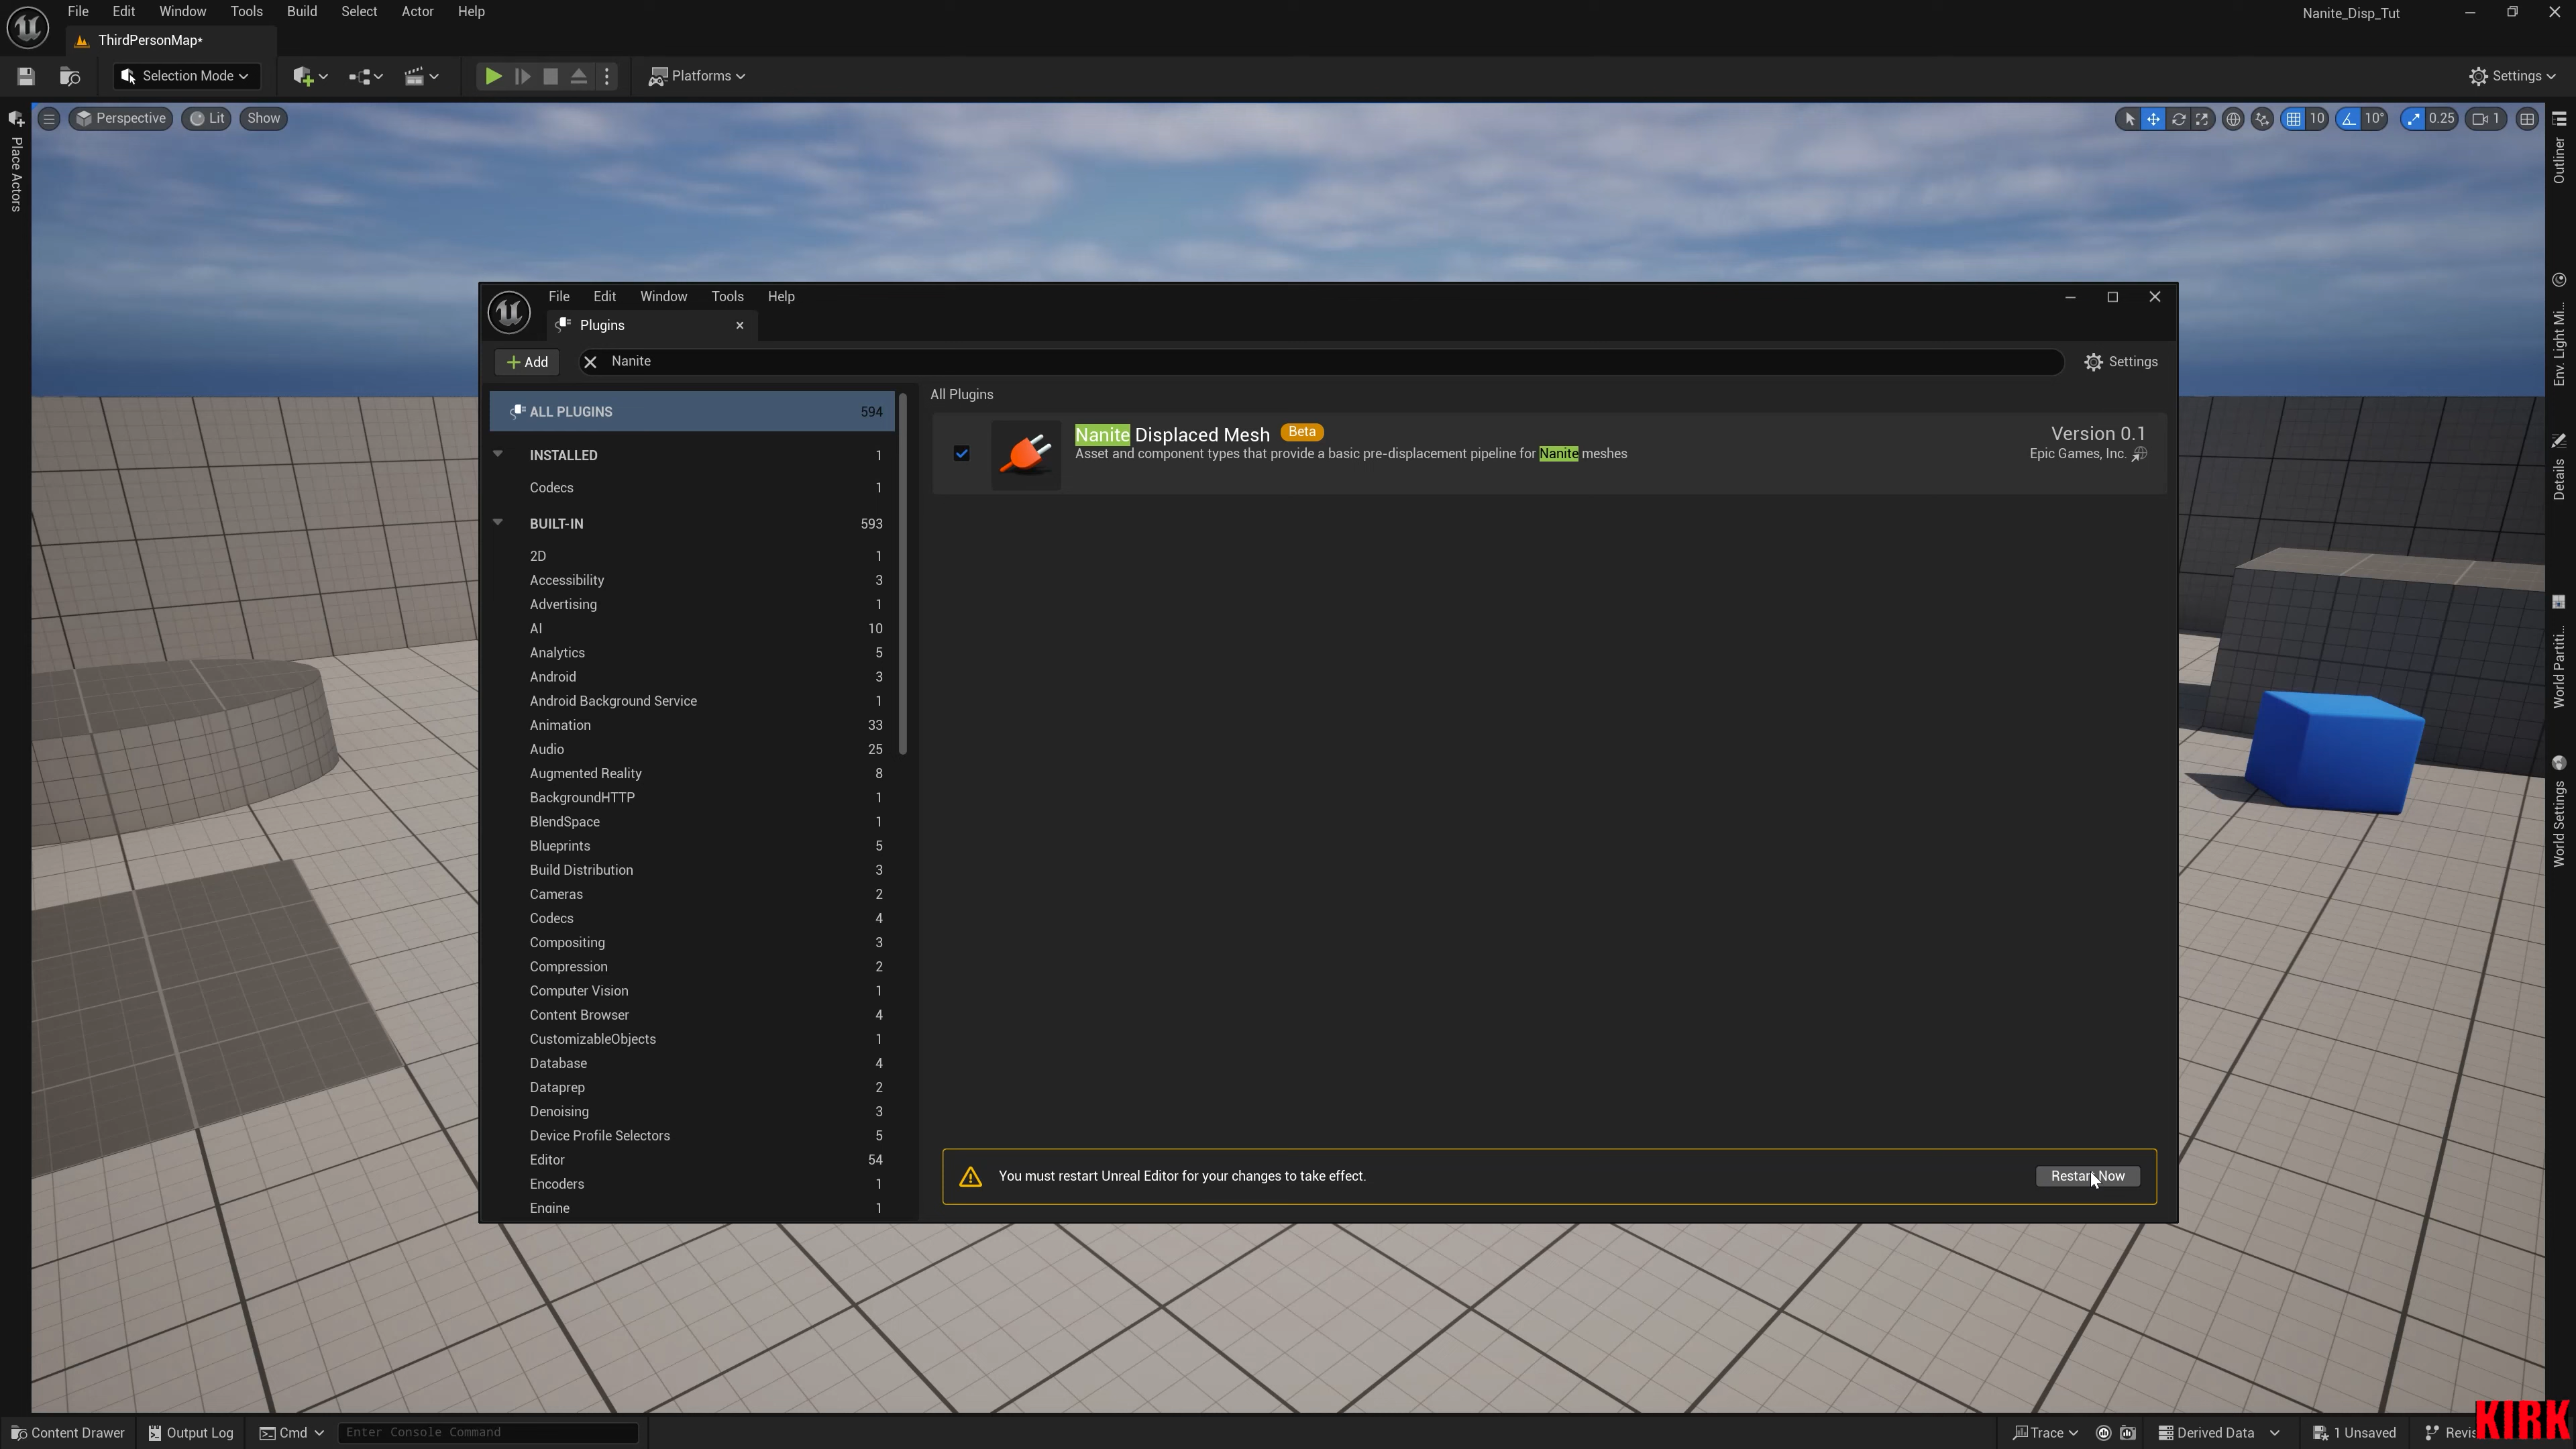 File Edit Window Tools Build Select Actor Help
Nanite_Disp_Tut
ThirdPersonMap*
Selection Mode
Platforms
Settings
Perspective
Lit
Show
10
10°
0.25
1
Place Actors
Outliner
Env. Light Mi...
Details
World Partiti...
World Settings
File Edit Window Tools Help
Plugins
Add
Nanite
Settings
ALL PLUGINS 594
INSTALLED 1
Codecs 1
BUILT-IN 593
2D 1
Accessibility 3
Advertising 1
AI 10
Analytics 5
Android 3
Android Background Service 1
Animation 33
Audio 25
Augmented Reality 8
BackgroundHTTP 1
BlendSpace 1
Blueprints 5
Build Distribution 3
Cameras 2
Codecs 4
Compositing 3
Compression 2
Computer Vision 1
Content Browser 4
CustomizableObjects 1
Database 4
Dataprep 2
Denoising 3
Device Profile Selectors 5
Editor 54
Encoders 1
Engine 1
All Plugins
Nanite Displaced Mesh Beta
Version 0.1
Asset and component types that provide a basic pre-displacement pipeline for Nanite meshes
Epic Games, Inc.
You must restart Unreal Editor for your changes to take effect.
Restart Now
Content Drawer
Output Log
Cmd
Enter Console Command
Trace
Derived Data
1 Unsaved
Revis
KIRK